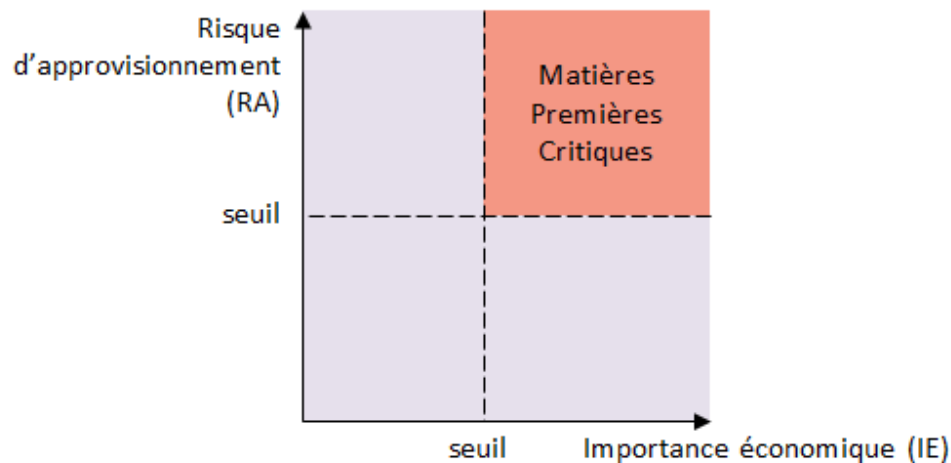 Risque
d’approvisionnement
(RA)
Matières
Premières
Critiques
seuil
seuil
Importance économique (IE)